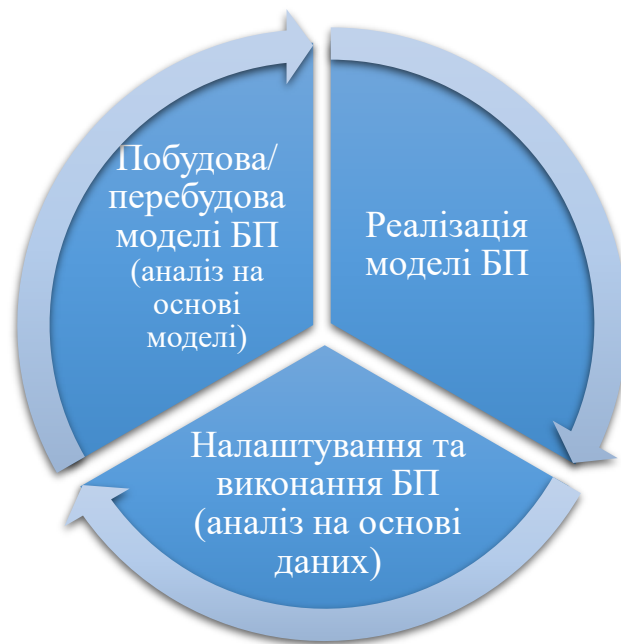 Побудова/
перебудова
моделі БП
(аналіз на
основі
моделі)
Реалізація
моделі БП
Налаштування та
виконання БП
(аналіз на основі
даних)